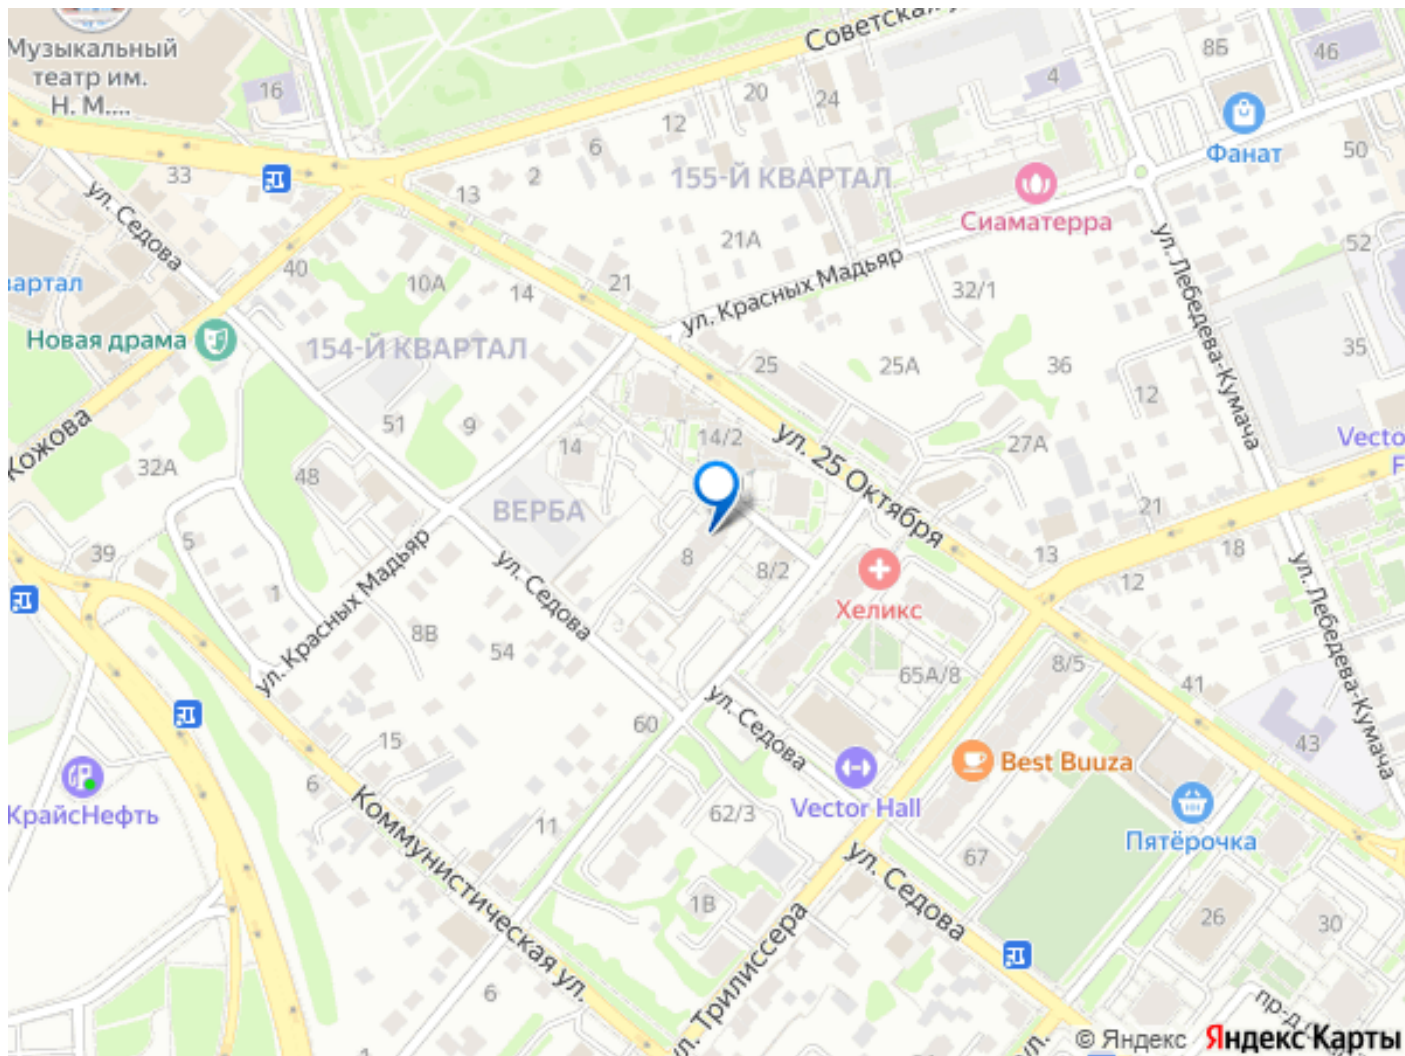 Советская
Музыкальный
театр им.
Н. М....
16
8Б
46
4
20
24
12
6
Фанат
50
33
13
2
155-Й КВАРТАЛ
Сиаматерра
ул. Седова
21А
ул. Красных Мадьяр
ул. Лебедева-Кумача
52
40
10А
14
21
32/1
вартал
Новая драма
154-Й КВАРТАЛ
25
25А
36
35
12
Кожова
51
9
14
14/2
ул. 25 Октября
27А
Vecto
F
32А
48
ВЕРБА
21
39
5
ул. Красных Мадьяр
ул. Седова
8
8/2
13
18
12
ул. Лебедева-Кумача
1
Хеликс
8В
54
65А/8
8/5
41
ул. Седова
60
15
6
43
Best Buuza
Vector Hall
КрайсНефть
Коммунистическая ул.
11
62/3
Пятёрочка
67
ул. Седова
1В
26
30
ул. Трилиссера
6
пр-д
ул.
1
© Яндекс Яндекс Карты